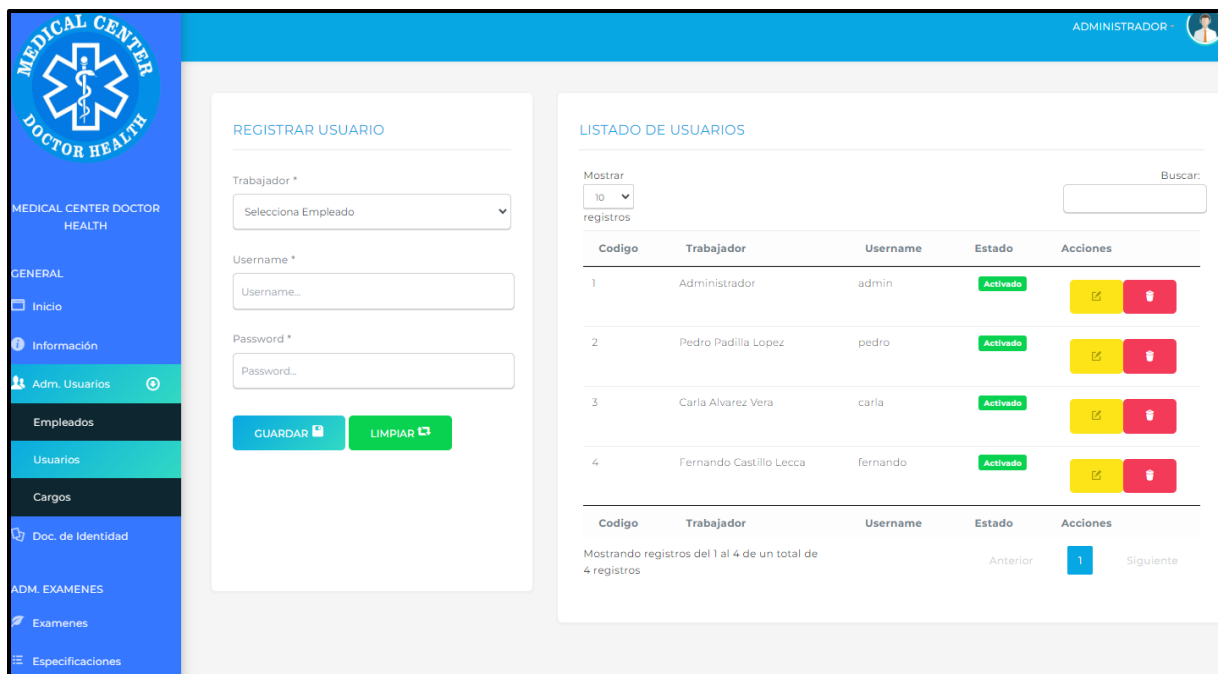 MEDICAL CENTER
DOCTOR HEALTH
MEDICAL CENTER DOCTOR
HEALTH
GENERAL
Inicio
Información
Adm. Usuarios
Empleados
Usuarios
Cargos
Doc. de Identidad
ADM. EXAMENES
Examenes
Especificaciones
ADMINISTRADOR
REGISTRAR USUARIO
Trabajador *
Selecciona Empleado
Username *
Username...
Password *
Password...
GUARDAR
LIMPIAR
LISTADO DE USUARIOS
Mostrar
10
registros
Buscar:
Codigo Trabajador Username Estado Acciones
1 Administrador admin Activado
2 Pedro Padilla Lopez pedro Activado
3 Carla Alvarez Vera carla Activado
4 Fernando Castillo Lecca fernando Activado
Codigo Trabajador Username Estado Acciones
Mostrando registros del 1 al 4 de un total de
4 registros
Anterior 1 Siguiente